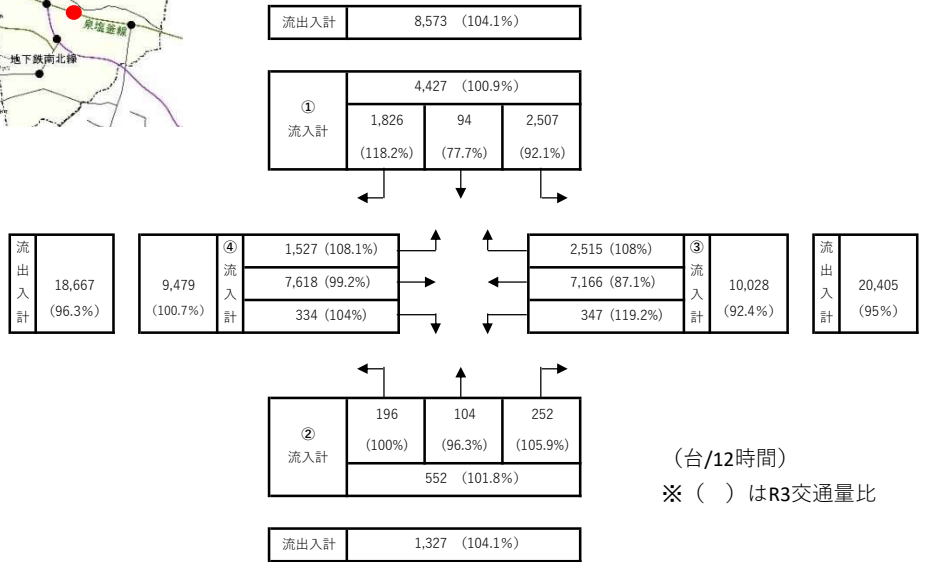 泉塩釜線
地下鉄南北線
流出入計 8,573 (104.1%)
① 流入計
4,427 (100.9%)
1,826 94 2,507
(118.2%) (77.7%) (92.1%)
流出入計
18,667
(96.3%)
9,479
(100.7%)
④流入計
1,527 (108.1%)
7,618 (99.2%)
334 (104%)
2,515 (108%)
7,166 (87.1%)
347 (119.2%)
③流入計
10,028
(92.4%)
流出入計
20,405
(95%)
② 流入計
196 104 252
(100%) (96.3%) (105.9%)
552 (101.8%)
(台/12時間)
※( )はR3交通量比
流出入計 1,327 (104.1%)